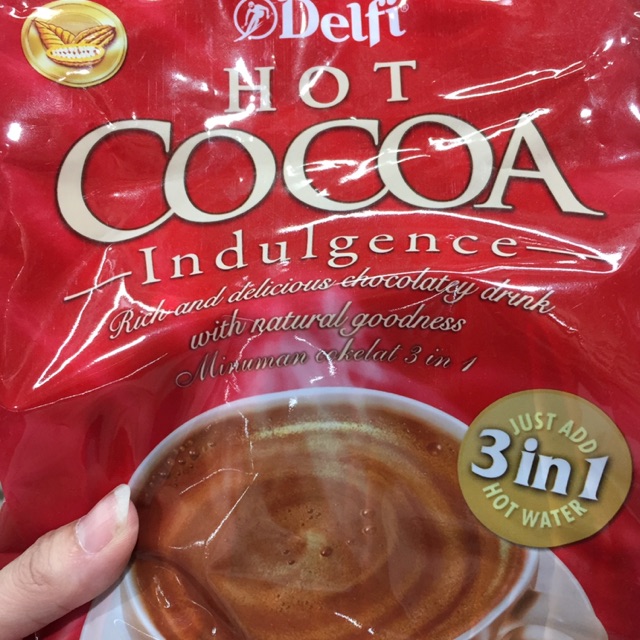 Delfi®
HOT
COCOA
Indulgence
Rich and delicious chocolatey drink
with natural goodness
Minuman cokelat 3 in 1
JUST ADD
3 in 1
HOT WATER